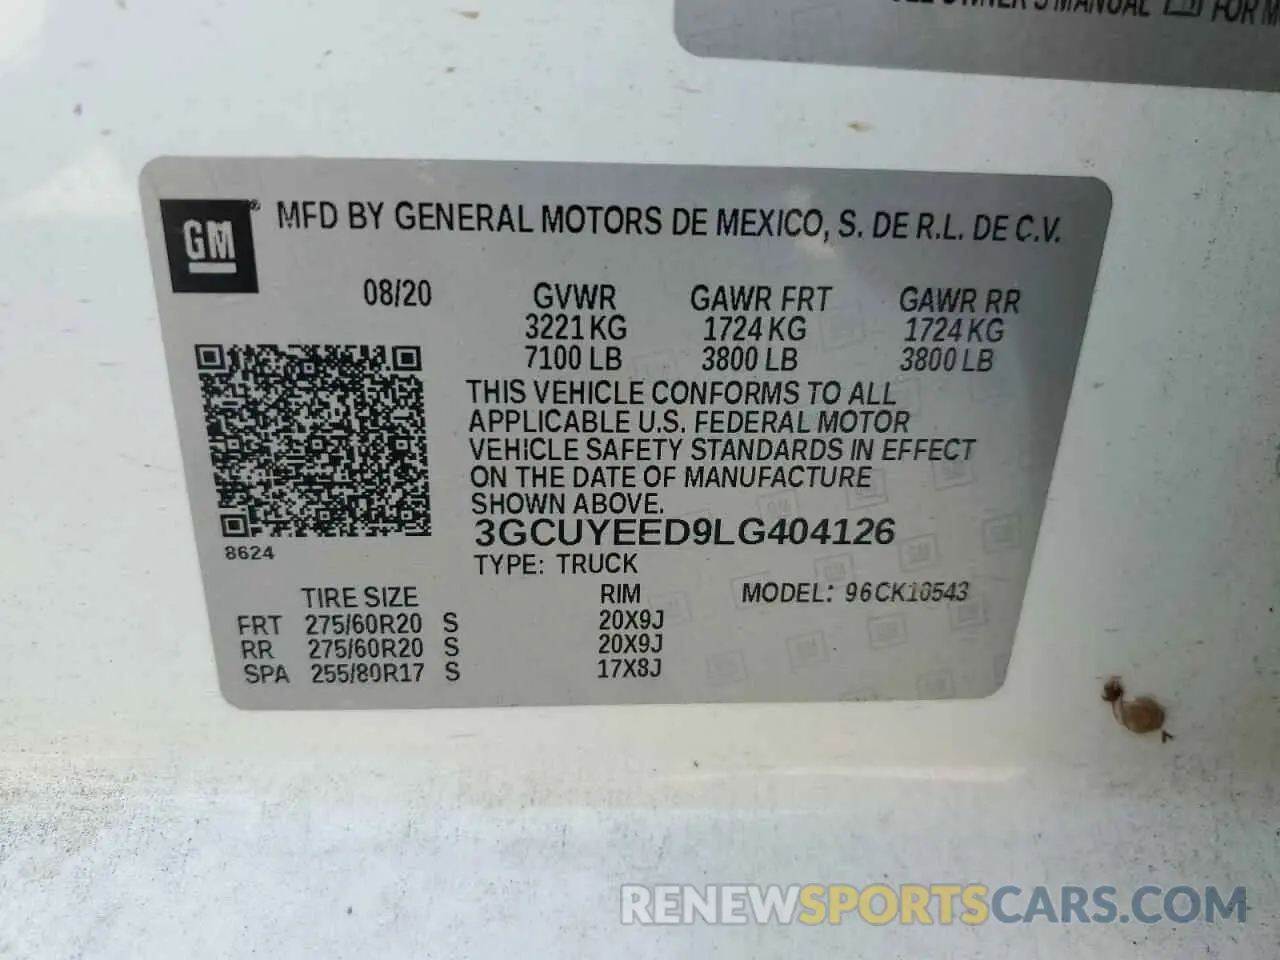 OWNER'S MANUAL FOR
GM® MFD BY GENERAL MOTORS DE MEXICO, S. DE R.L. DE C.V.
08/20 GVWR GAWR FRT GAWR RR
3221 KG 1724 KG 1724 KG
7100 LB 3800 LB 3800 LB
THIS VEHICLE CONFORMS TO ALL
APPLICABLE U.S. FEDERAL MOTOR
VEHICLE SAFETY STANDARDS IN EFFECT
ON THE DATE OF MANUFACTURE
SHOWN ABOVE.
3GCUYEED9LG404126
8624
TYPE: TRUCK
TIRE SIZE RIM MODEL: 96CK10543
FRT 275/60R20 S 20X9J
RR 275/60R20 S 20X9J
SPA 255/80R17 S 17X8J
RENEWSPORTSCARS.COM